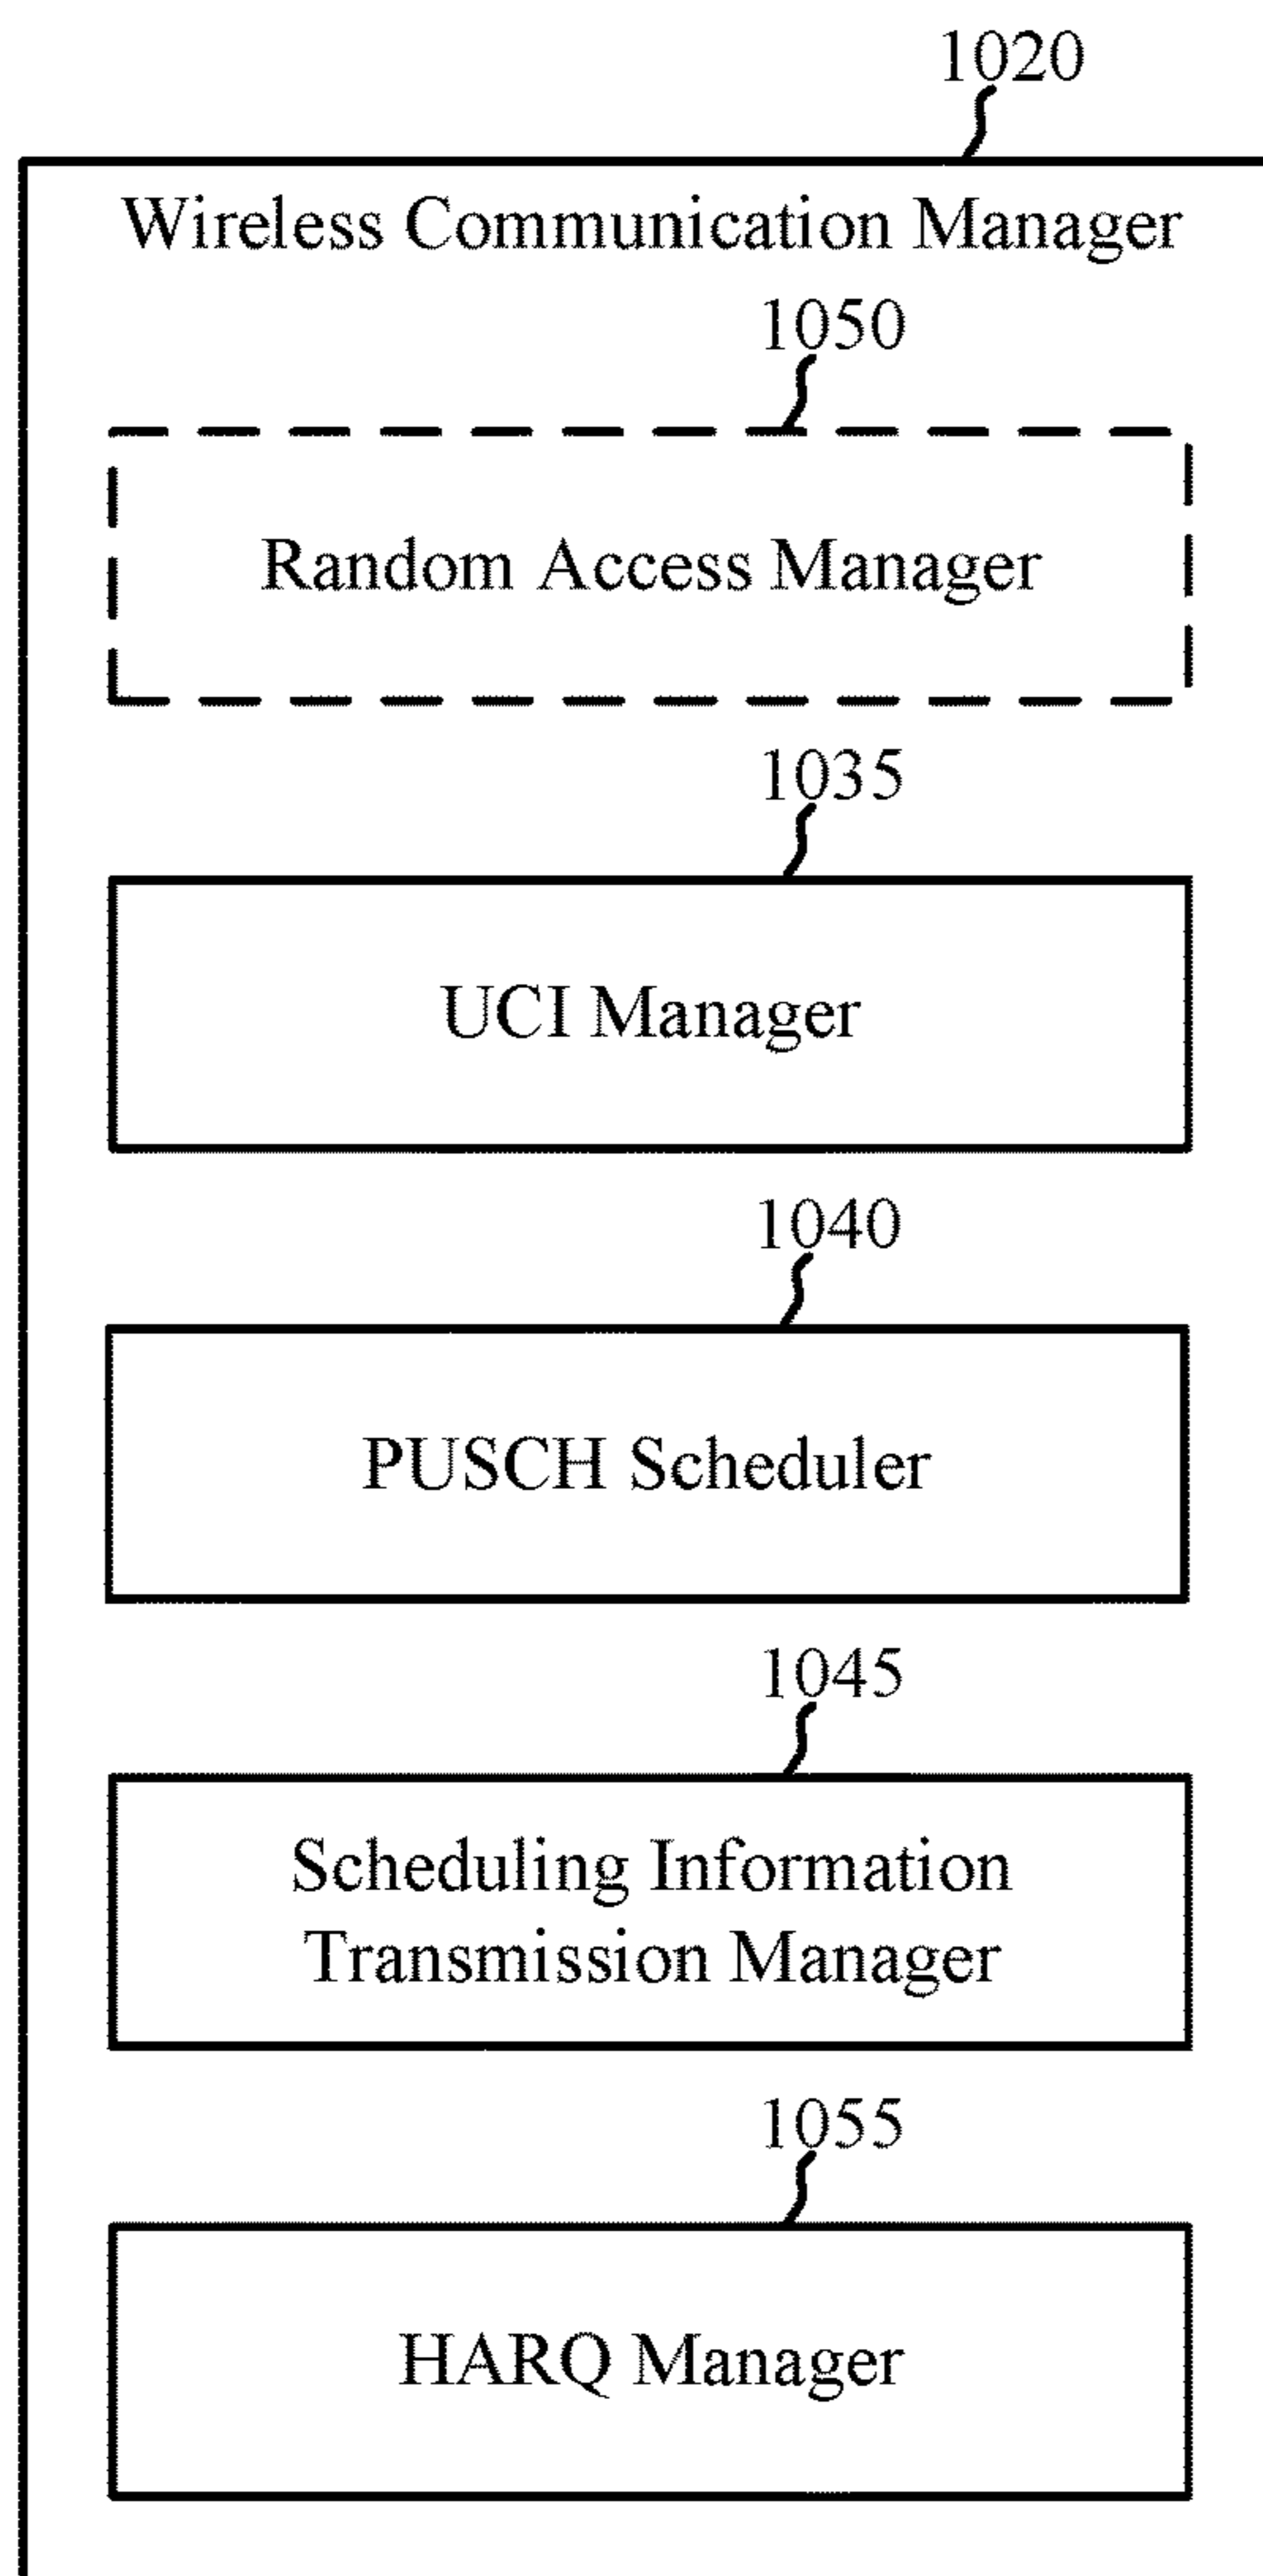 1020
Wireless Communication Manager
1050
Random Access Manager
1035
UCI Manager
1040
PUSCH Scheduler
1045
Scheduling Information
Transmission Manager
1055
HARQ Manager